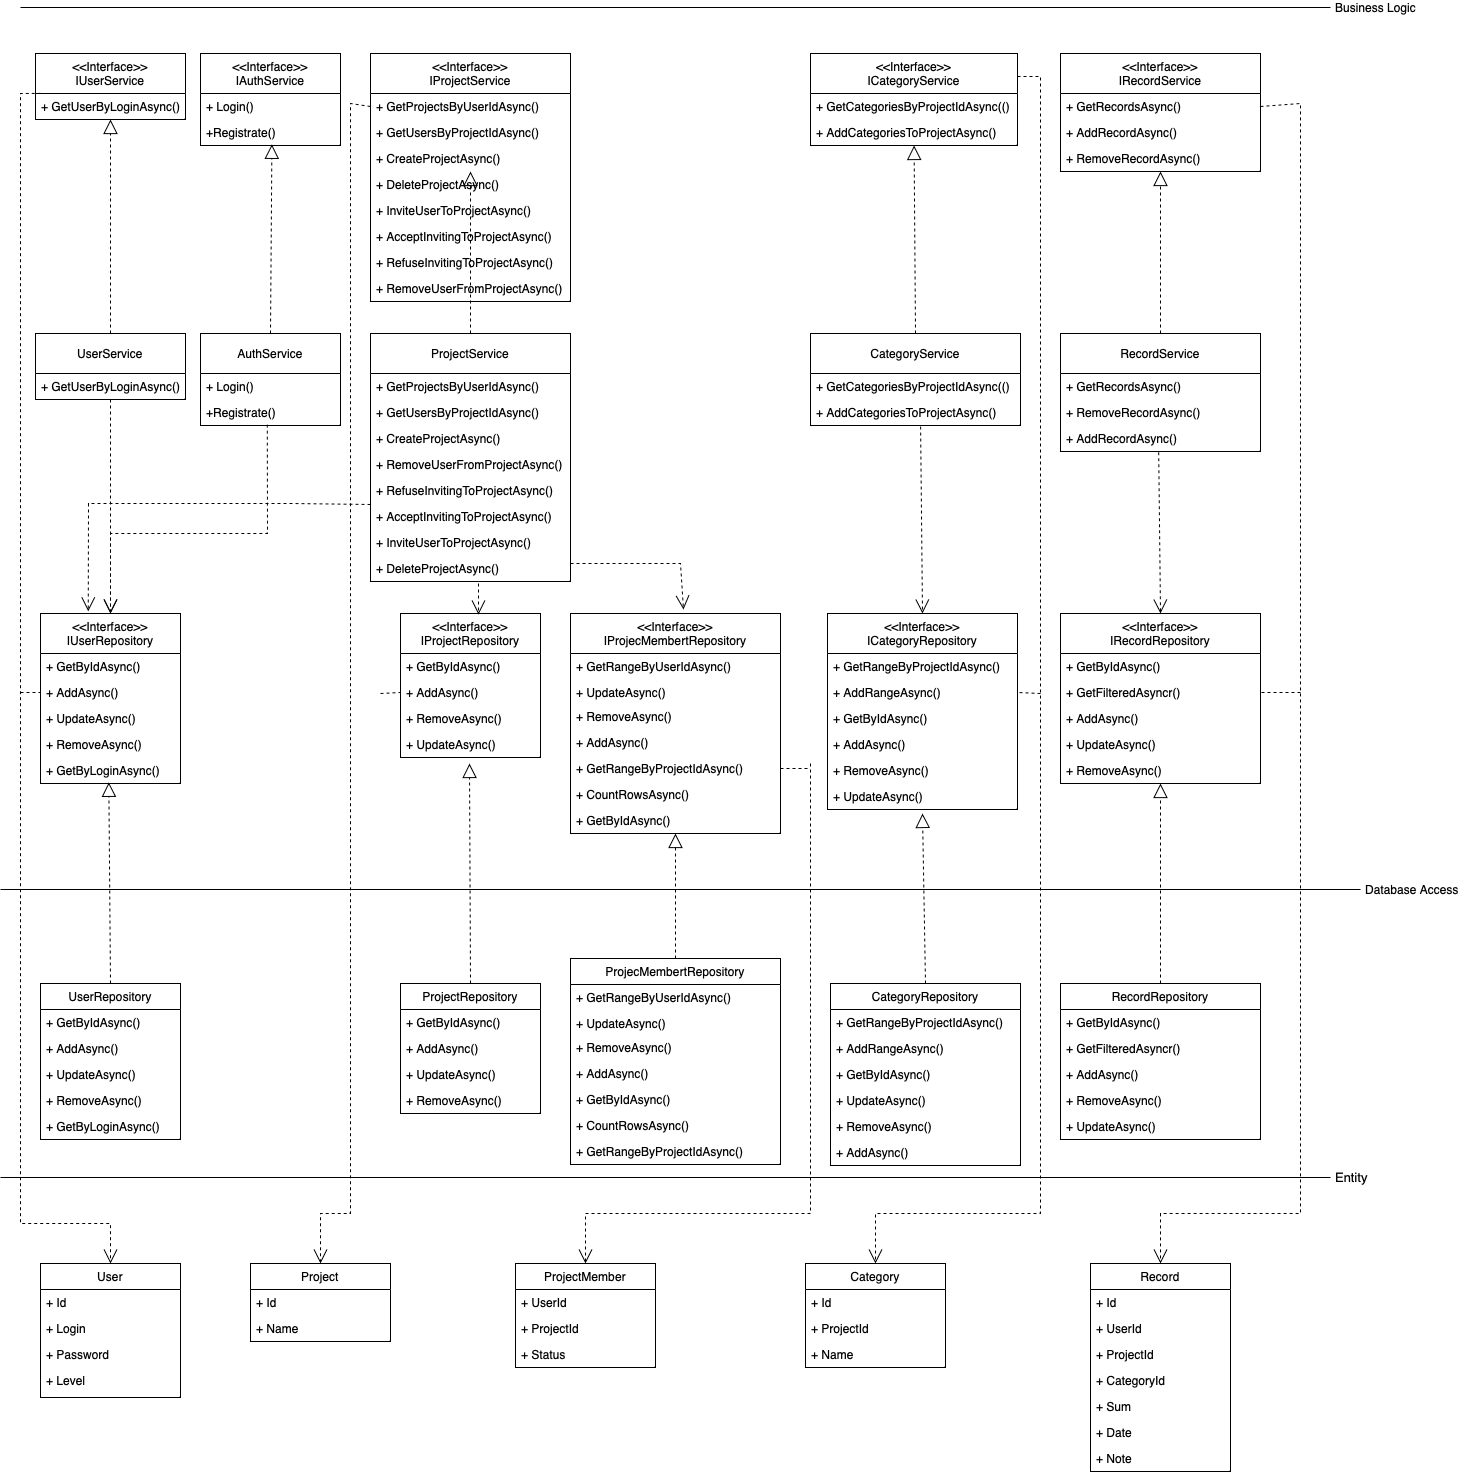 Business Logic
<<Interface>>
IUserService
+ GetUserByLoginAsync()
<<Interface>>
IAuthService
+ Login()
+Registrate()
<<Interface>>
IProjectService
+ GetProjectsByUserIdAsync()
+ GetUsersByProjectIdAsync()
+ CreateProjectAsync()
+ DeleteProjectAsync()
+ InviteUserToProjectAsync()
+ AcceptInvitingToProjectAsync()
+ RefuseInvitingToProjectAsync()
+ RemoveUserFromProjectAsync()
<<Interface>>
ICategoryService
+ GetCategoriesByProjectIdAsync(()
+ AddCategoriesToProjectAsync()
<<Interface>>
IRecordService
+ GetRecordsAsync()
+ AddRecordAsync()
+ RemoveRecordAsync()
UserService
+ GetUserByLoginAsync()
AuthService
+ Login()
+Registrate()
ProjectService
+ GetProjectsByUserIdAsync()
+ GetUsersByProjectIdAsync()
+ CreateProjectAsync()
+ RemoveUserFromProjectAsync()
+ RefuseInvitingToProjectAsync()
+ AcceptInvitingToProjectAsync()
+ InviteUserToProjectAsync()
+ DeleteProjectAsync()
CategoryService
+ GetCategoriesByProjectIdAsync(()
+ AddCategoriesToProjectAsync()
RecordService
+ GetRecordsAsync()
+ RemoveRecordAsync()
+ AddRecordAsync()
<<Interface>>
IUserRepository
+ GetByIdAsync()
+ AddAsync()
+ UpdateAsync()
+ RemoveAsync()
+ GetByLoginAsync()
<<Interface>>
IProjectRepository
+ GetByIdAsync()
+ AddAsync()
+ RemoveAsync()
+ UpdateAsync()
<<Interface>>
IProjecMembertRepository
+ GetRangeByUserIdAsync()
+ UpdateAsync()
+ RemoveAsync()
+ AddAsync()
+ GetRangeByProjectIdAsync()
+ CountRowsAsync()
+ GetByIdAsync()
<<Interface>>
ICategoryRepository
+ GetRangeByProjectIdAsync()
+ AddRangeAsync()
+ GetByIdAsync()
+ AddAsync()
+ RemoveAsync()
+ UpdateAsync()
<<Interface>>
IRecordRepository
+ GetByIdAsync()
+ GetFilteredAsyncr()
+ AddAsync()
+ UpdateAsync()
+ RemoveAsync()
Database Access
UserRepository
+ GetByIdAsync()
+ AddAsync()
+ UpdateAsync()
+ RemoveAsync()
+ GetByLoginAsync()
ProjectRepository
+ GetByIdAsync()
+ AddAsync()
+ UpdateAsync()
+ RemoveAsync()
ProjecMembertRepository
+ GetRangeByUserIdAsync()
+ UpdateAsync()
+ RemoveAsync()
+ AddAsync()
+ GetByIdAsync()
+ CountRowsAsync()
+ GetRangeByProjectIdAsync()
CategoryRepository
+ GetRangeByProjectIdAsync()
+ AddRangeAsync()
+ GetByIdAsync()
+ UpdateAsync()
+ RemoveAsync()
+ AddAsync()
RecordRepository
+ GetByIdAsync()
+ GetFilteredAsyncr()
+ AddAsync()
+ RemoveAsync()
+ UpdateAsync()
Entity
User
+ Id
+ Login
+ Password
+ Level
Project
+ Id
+ Name
ProjectMember
+ UserId
+ ProjectId
+ Status
Category
+ Id
+ ProjectId
+ Name
Record
+ Id
+ UserId
+ ProjectId
+ CategoryId
+ Sum
+ Date
+ Note